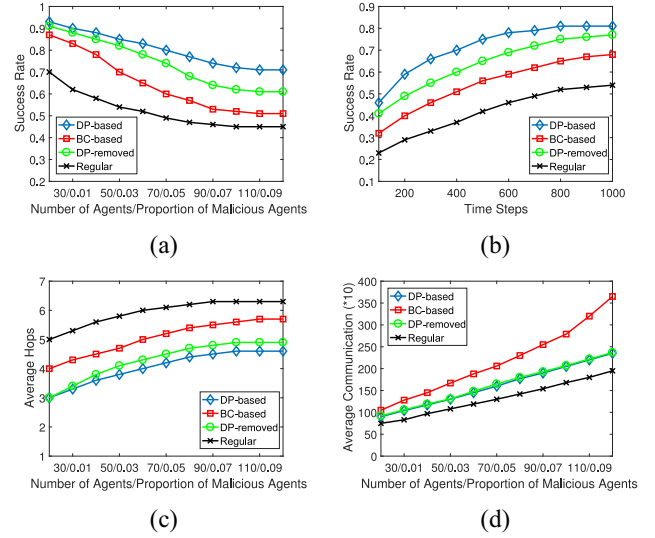 1
0.9
0.8
0.7
0.6
0.5
0.4
0.3
0.2
Success Rate
DP-based
BC-based
DP-removed
Regular
30/0.01 50/0.03 70/0.05 90/0.07 110/0.09
Number of Agents/Proportion of Malicious Agents
(a)
0.9
0.8
0.7
0.6
0.5
0.4
0.3
0.2
0.1
Success Rate
DP-based
BC-based
DP-removed
Regular
200 400 600 800 1000
Time Steps
(b)
7
6
5
4
3
2
1
Average Hops
DP-based
BC-based
DP-removed
Regular
30/0.01 50/0.03 70/0.05 90/0.07 110/0.09
Number of Agents/Proportion of Malicious Agents
(c)
400
350
300
250
200
150
100
50
0
Average Communication (*10)
DP-based
BC-based
DP-removed
Regular
30/0.01 50/0.03 70/0.05 90/0.07 110/0.09
Number of Agents/Proportion of Malicious Agents
(d)